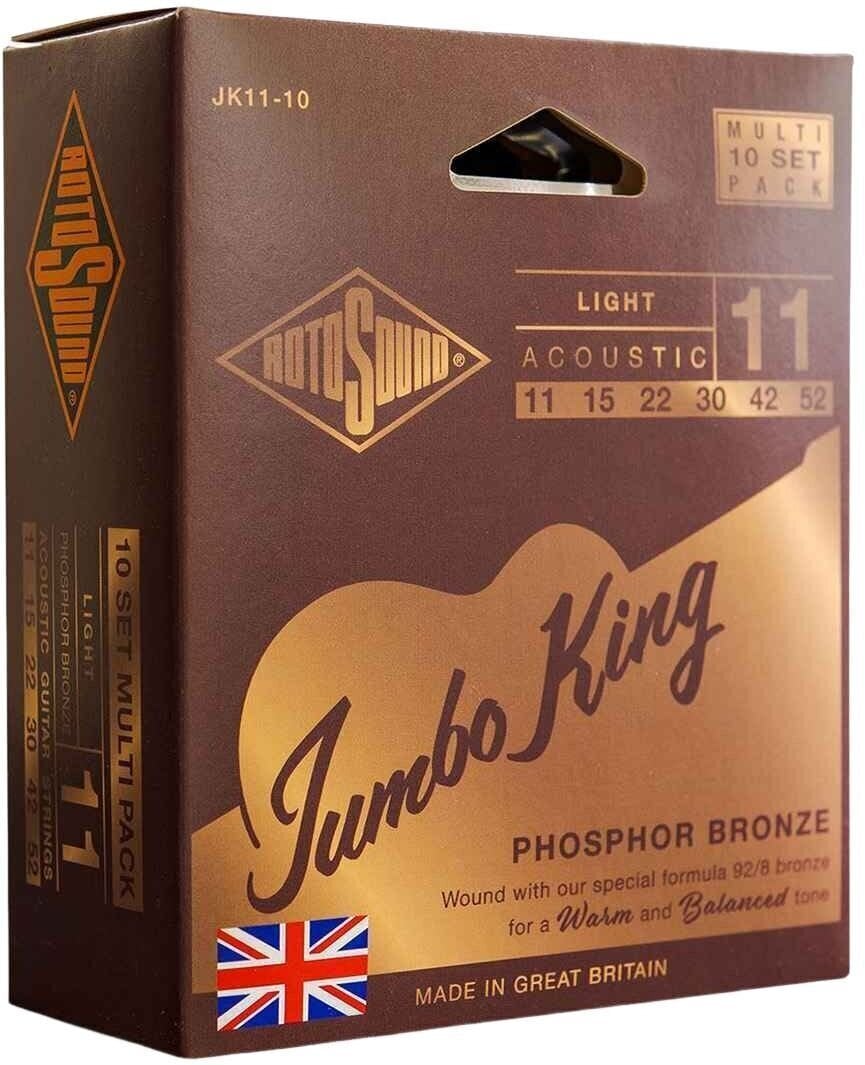 JK11-10
MULTI
10 SET
PACK
ROTOSOUND®
LIGHT
11
ACOUSTIC
11 15 22 30 42 52
Jumbo King
PHOSPHOR BRONZE
Wound with our special formula 92/8 bronze
for a Warm and Balanced tone
MADE IN GREAT BRITAIN
ROTOSOUND®
10 SET MULTI PACK
LIGHT
11
PHOSPHOR BRONZE
ACOUSTIC GUITAR STRINGS
11 15 22 30 42 52